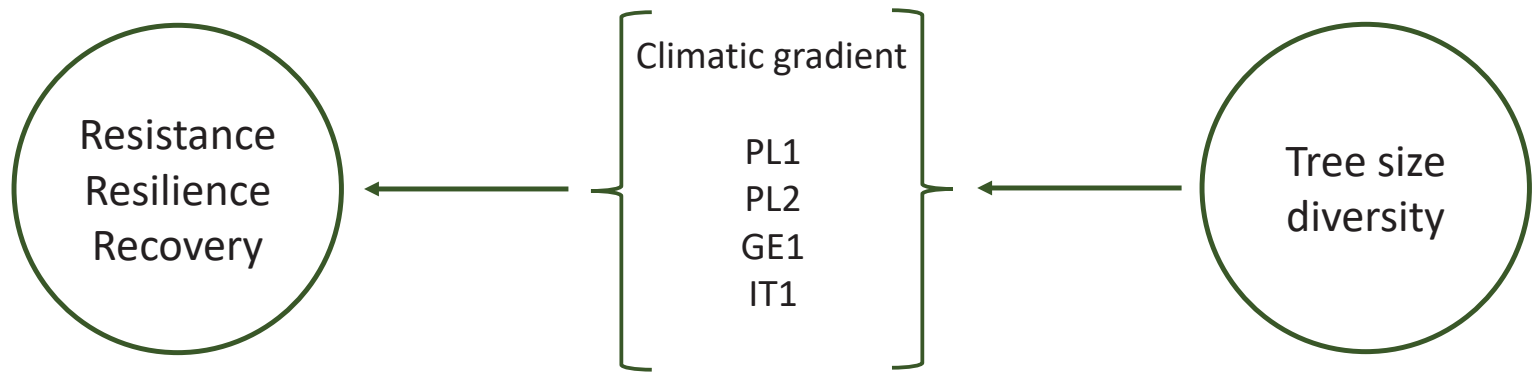 Resistance
Resilience
Recovery
Climatic gradient
PL1
PL2
GE1
IT1
Tree size
diversity